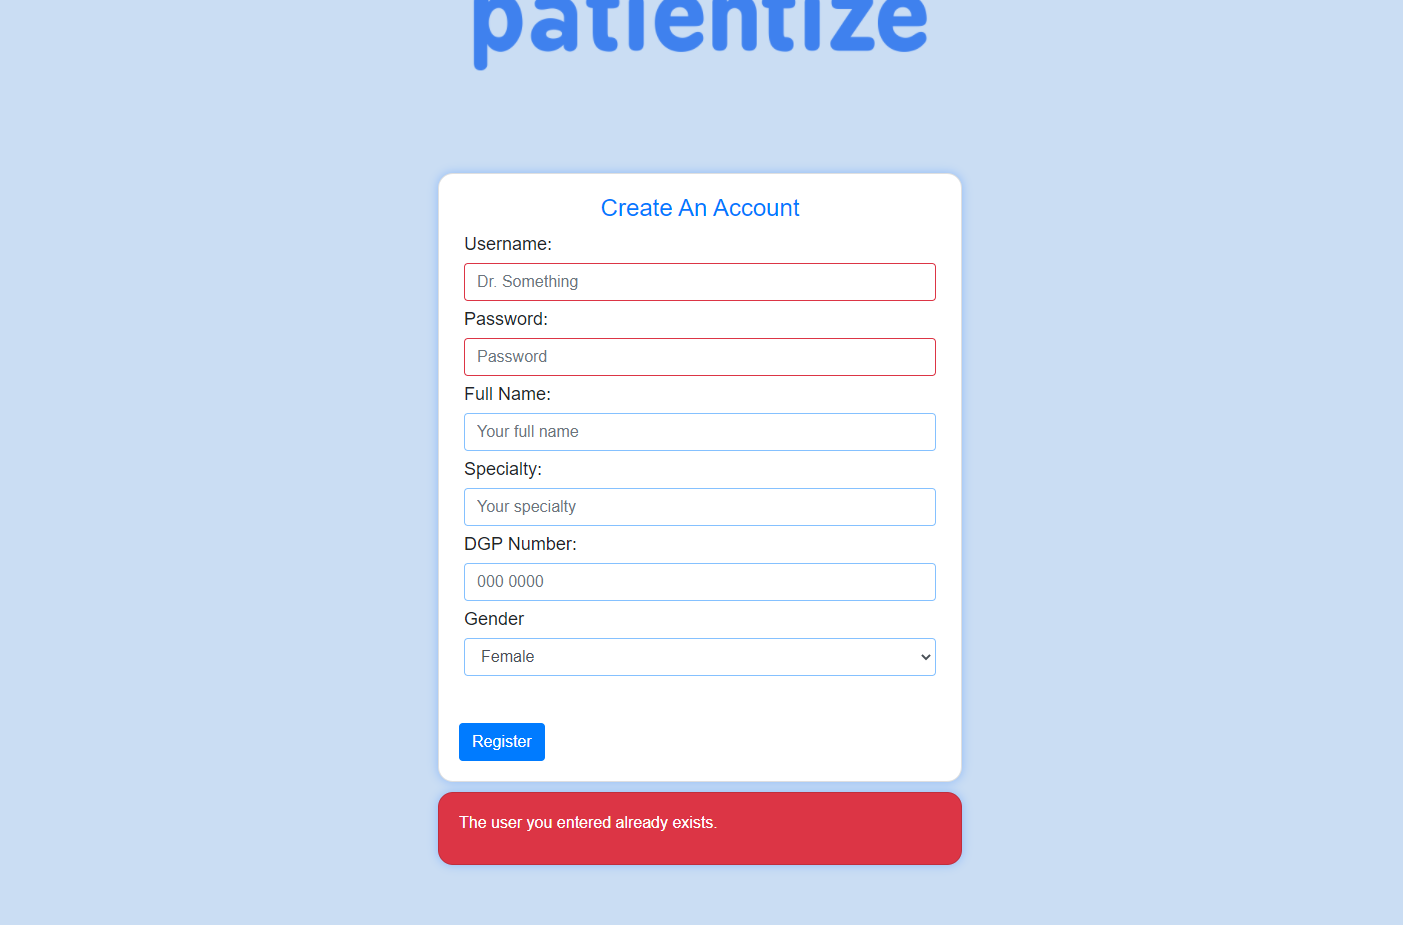 patientize
Create An Account
Username:
Dr. Something
Password:
Password
Full Name:
Your full name
Specialty:
Your specialty
DGP Number:
000 0000
Gender
Female
Register
The user you entered already exists.